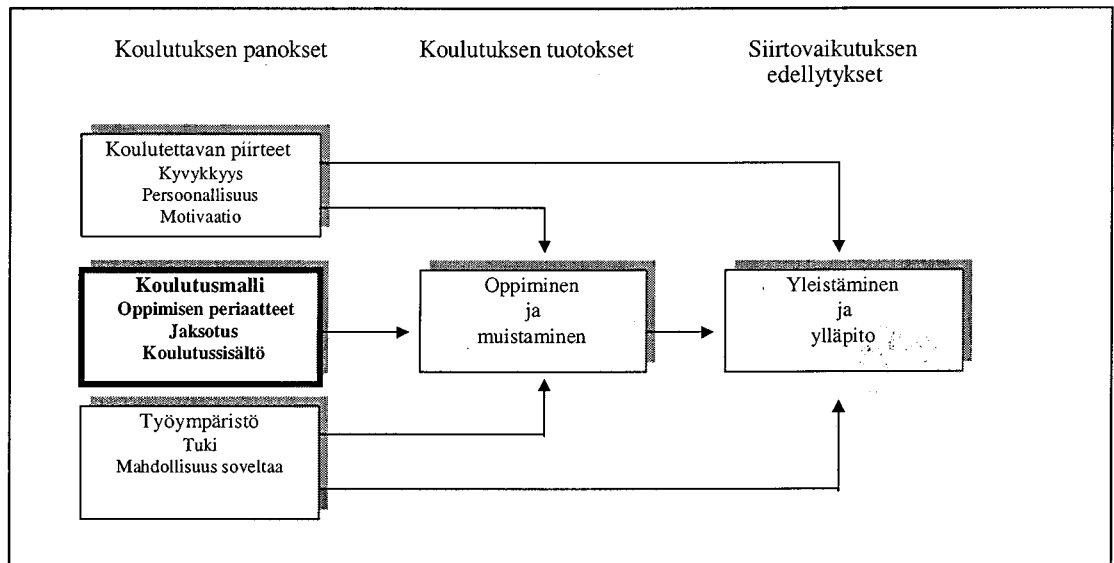 Koulutuksen panokset
Koulutuksen tuotokset
Siirtovaikutuksen
edellytykset
Koulutettavan piirteet
Kyvykkyys
Persoonallisuus
Motivaatio
Koulutusmalli
Oppimisen periaatteet
Jaksotus
Koulutussisältö
Oppiminen
ja
muistaminen
Yleistäminen
ja
ylläpito
Työympäristö
Tuki
Mahdollisuus soveltaa